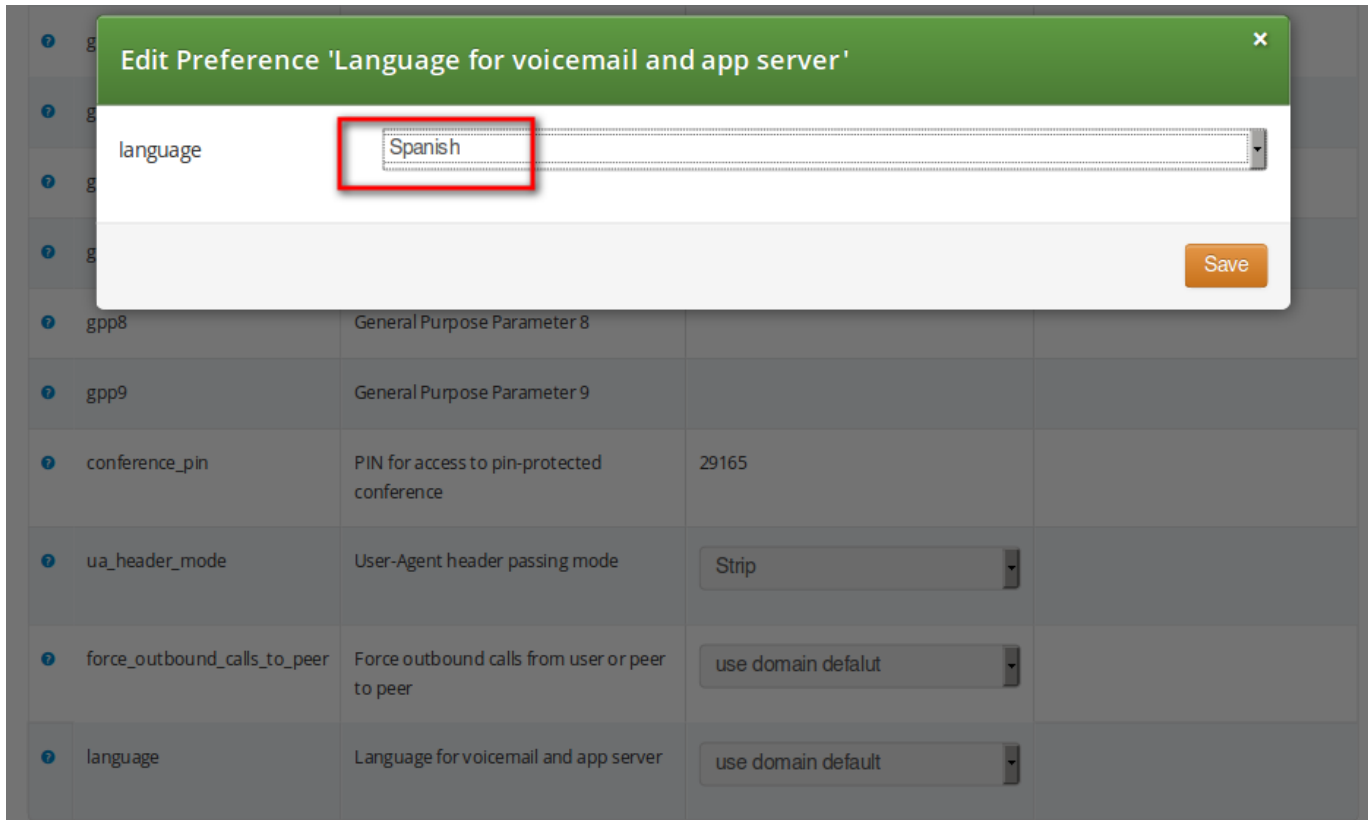 g
Edit Preference 'Language for voicemail and app server'
×
g
language
Spanish
g
g
Save
gpp8 General Purpose Parameter 8
gpp9 General Purpose Parameter 9
conference_pin PIN for access to pin-protected 29165
conference
ua_header_mode User-Agent header passing mode Strip
force_outbound_calls_to_peer Force outbound calls from user or peer use domain defalut
to peer
language Language for voicemail and app server use domain default